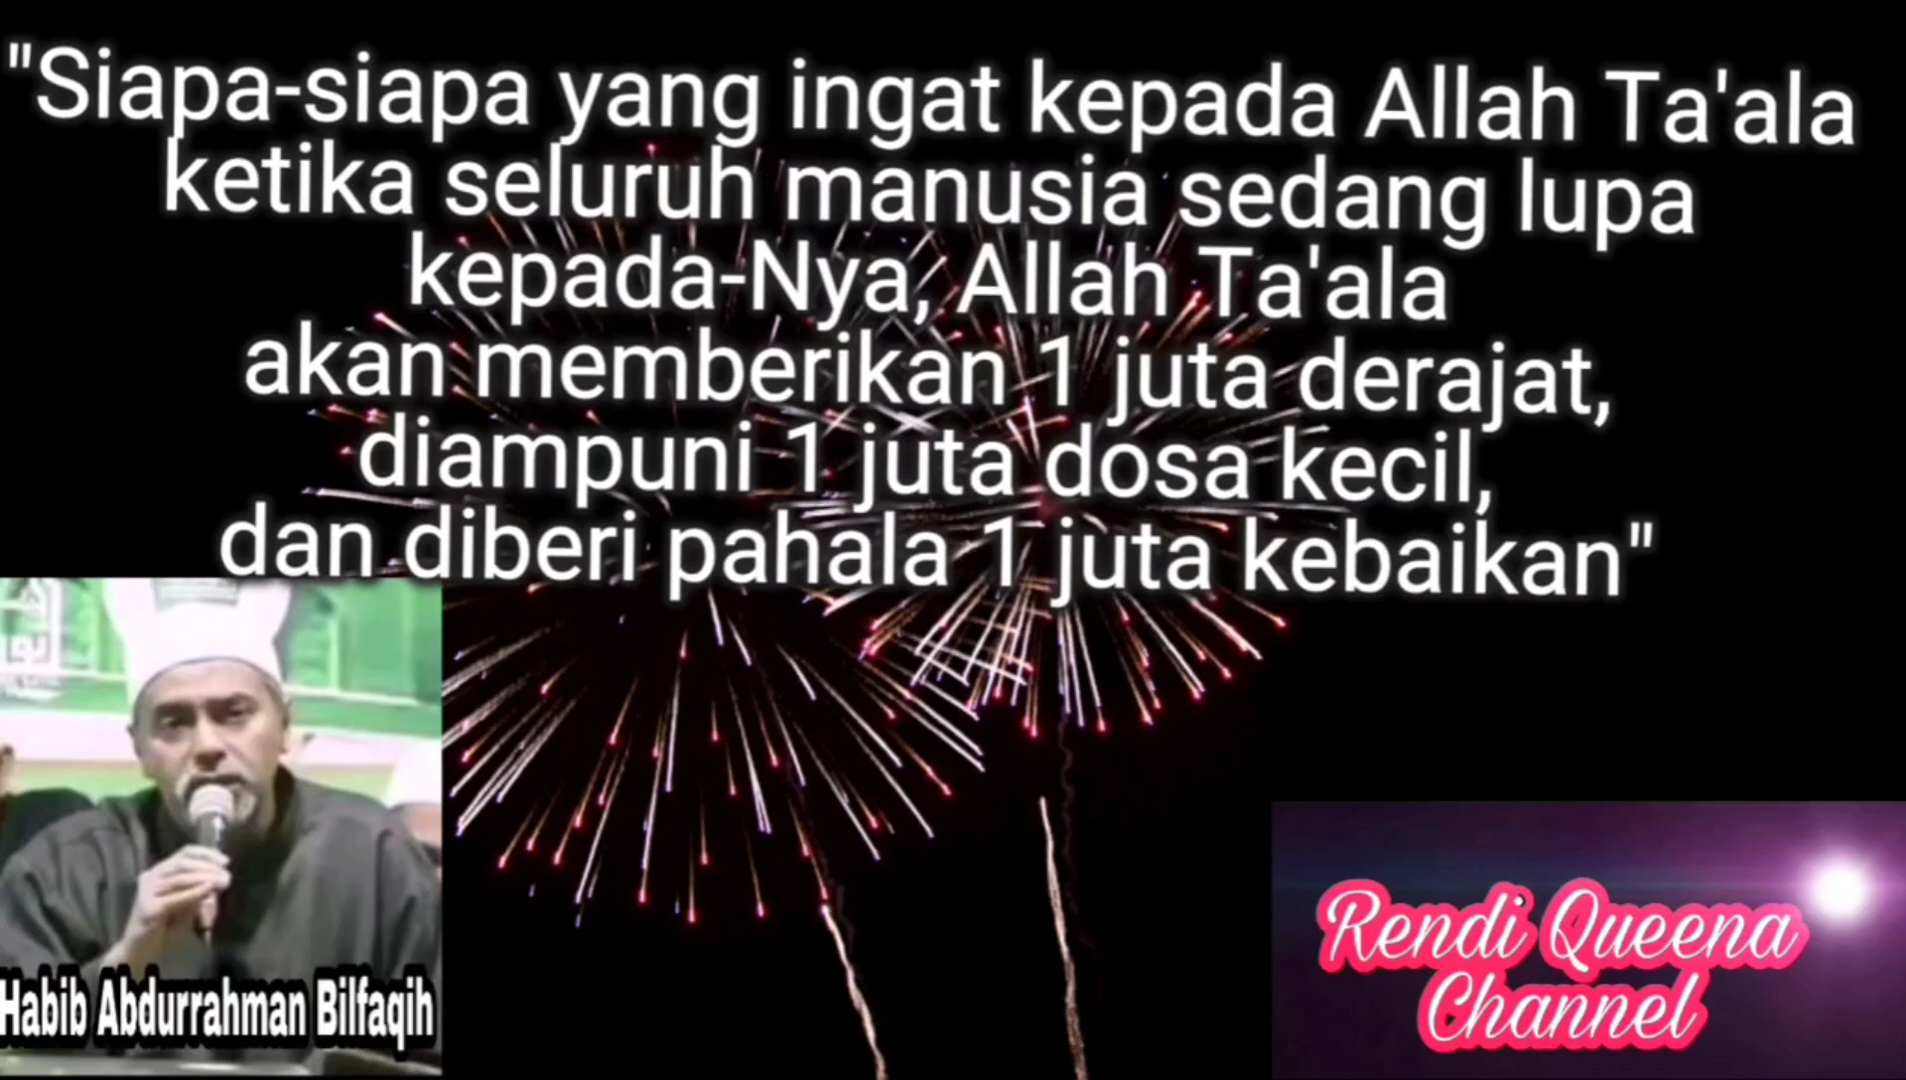 "Siapa-siapa yang ingat kepada Allah Ta'ala
ketika seluruh manusia sedang lupa
kepada-Nya, Allah Ta'ala
akan memberikan 1 juta derajat,
diampuni 1 juta dosa kecil,
dan diberi pahala 1 juta kebaikan"
Habib Abdurrahman Bilfaqih
Rendi Queena
Channel